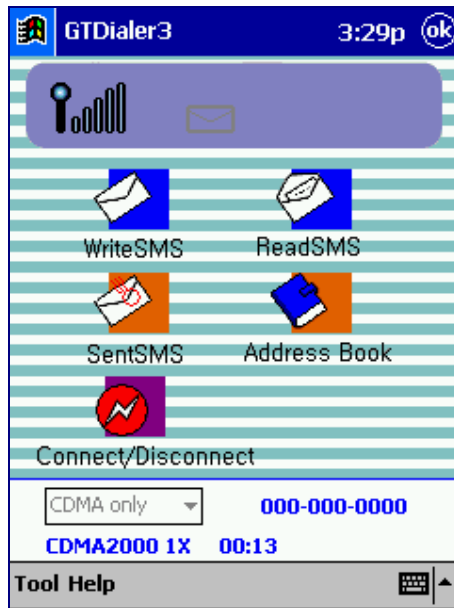 GTDialer3 3:29p ok
WriteSMS ReadSMS
SentSMS Address Book
Connect/Disconnect
CDMA only 000-000-0000
CDMA2000 1X 00:13
Tool Help